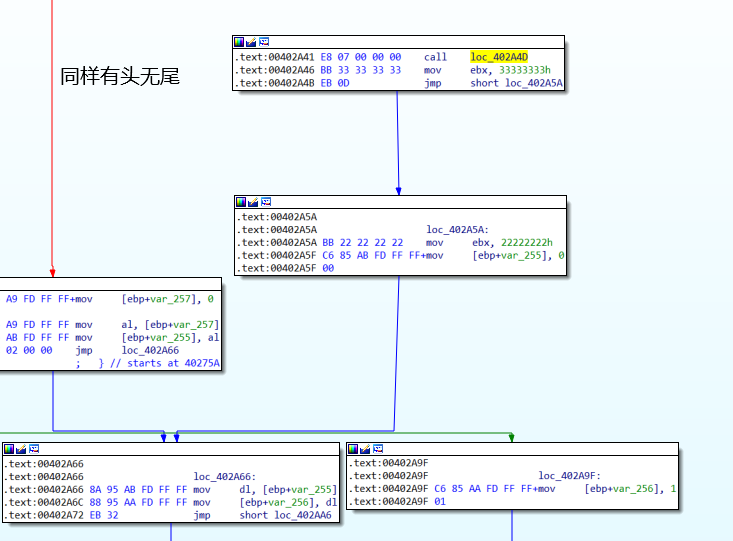 同样有头无尾
.text:00402A41 E8 07 00 00 00    call    loc_402A4D
.text:00402A46 BB 33 33 33 33    mov     ebx, 33333333h
.text:00402A4B EB 0D             jmp     short loc_402A5A
.text:00402A5A
.text:00402A5A                   loc_402A5A:
.text:00402A5A BB 22 22 22 22    mov     ebx, 22222222h
.text:00402A5F C6 85 AB FD FF FF+mov     [ebp+var_255], 0
.text:00402A5F 00
A9 FD FF FF+mov     [ebp+var_257], 0
A9 FD FF FF mov     al, [ebp+var_257]
AB FD FF FF mov     [ebp+var_255], al
02 00 00    jmp     loc_402A66
;   } // starts at 40275A
.text:00402A66
.text:00402A66                   loc_402A66:
.text:00402A66 8A 95 AB FD FF FF mov     dl, [ebp+var_255]
.text:00402A6C 88 95 AA FD FF FF mov     [ebp+var_256], dl
.text:00402A72 EB 32             jmp     short loc_402AA6
.text:00402A9F
.text:00402A9F                   loc_402A9F:
.text:00402A9F C6 85 AA FD FF FF+mov     [ebp+var_256], 1
.text:00402A9F 01